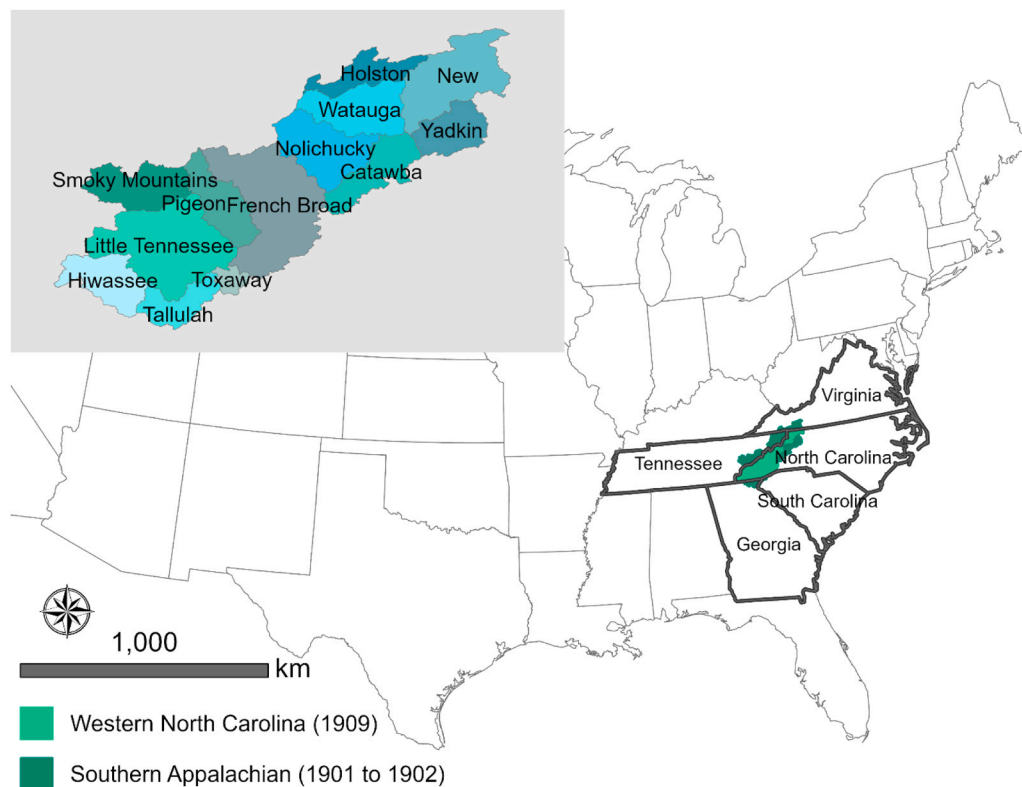 Holston
New
Watauga
Yadkin
Nolichucky
Catawba
Smoky Mountains
Pigeon
French Broad
Little Tennessee
Hiwassee
Toxaway
Tallulah
Virginia
Tennessee
North Carolina
South Carolina
Georgia
1,000
km
Western North Carolina (1909)
Southern Appalachian (1901 to 1902)